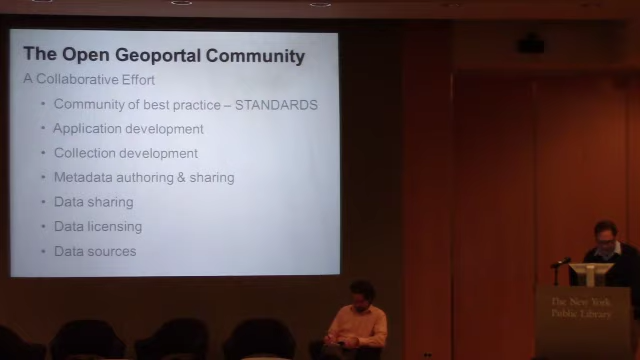 The Open Geoportal Community
A Collaborative Effort
• Community of best practice – STANDARDS
• Application development
• Collection development
• Metadata authoring & sharing
• Data sharing
• Data licensing
• Data sources
The New York
Public Library